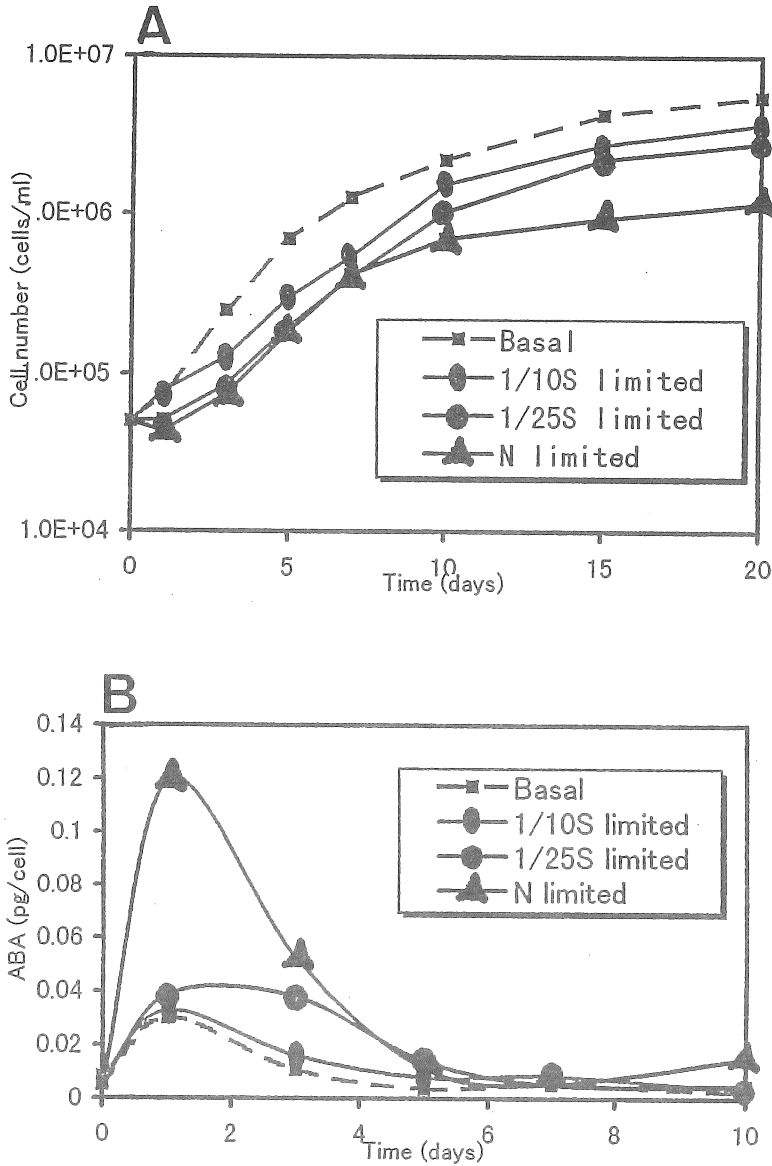 A
1.0E+07
.0E+06
.0E+05
1.0E+04
Cell number (cells/ml)
Basal
1/10S limited
1/25S limited
N limited
0
5
10
15
20
Time (days)
B
0.14
0.12
0.1
0.08
0.06
0.04
0.02
0
ABA (pg/cell)
Basal
1/10S limited
1/25S limited
N limited
0
2
4
6
8
10
Time (days)